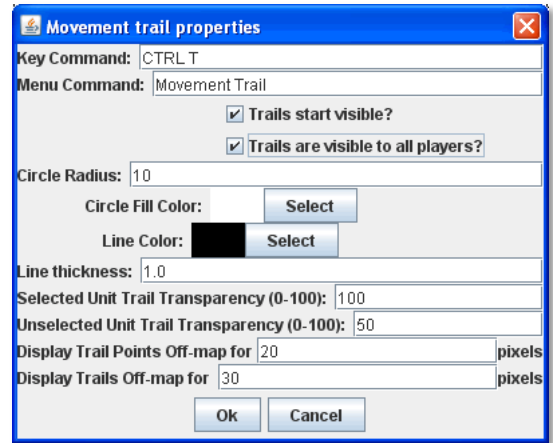 Movement trail properties
Key Command: CTRL T
Menu Command: Movement Trail
Trails start visible?
Trails are visible to all players?
Circle Radius: 10
Circle Fill Color: Select
Line Color: Select
Line thickness: 1.0
Selected Unit Trail Transparency (0-100): 100
Unselected Unit Trail Transparency (0-100): 50
Display Trail Points Off-map for 20 pixels
Display Trails Off-map for 30 pixels
Ok Cancel